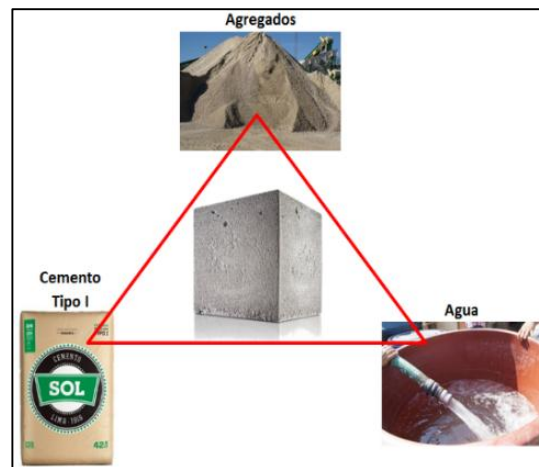 Agregados
Cemento
Tipo I
Agua
CEMENTO
SOL
LIMA 1916